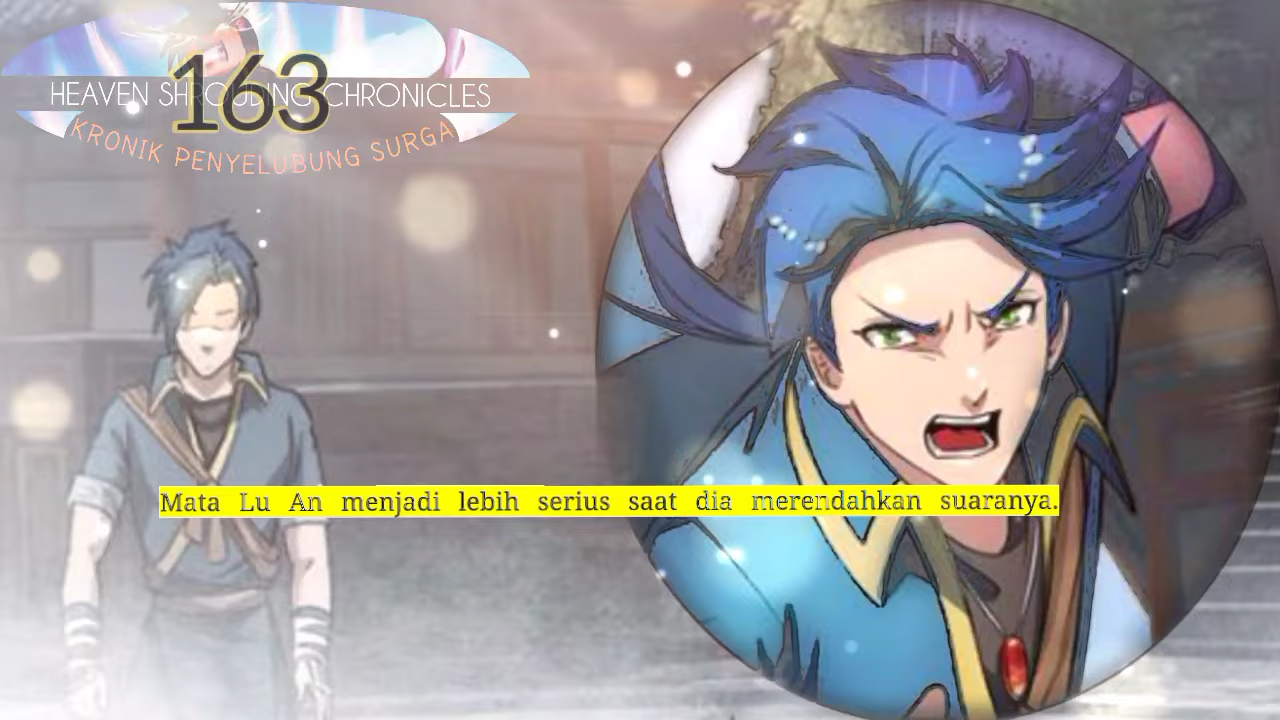 163
HEAVEN SHROUDING CHRONICLES
KRONIK PENYELUBUNG SURGA
Mata Lu An menjadi lebih serius saat dia merendahkan suaranya.